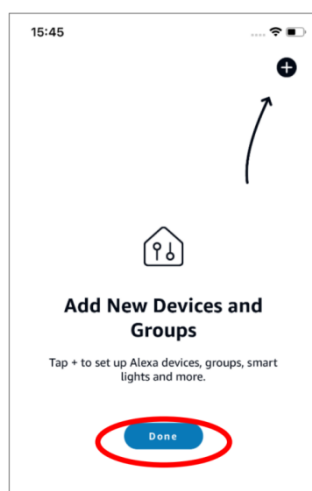 15:45
Add New Devices and
Groups
Tap + to set up Alexa devices, groups, smart
lights and more.
Done